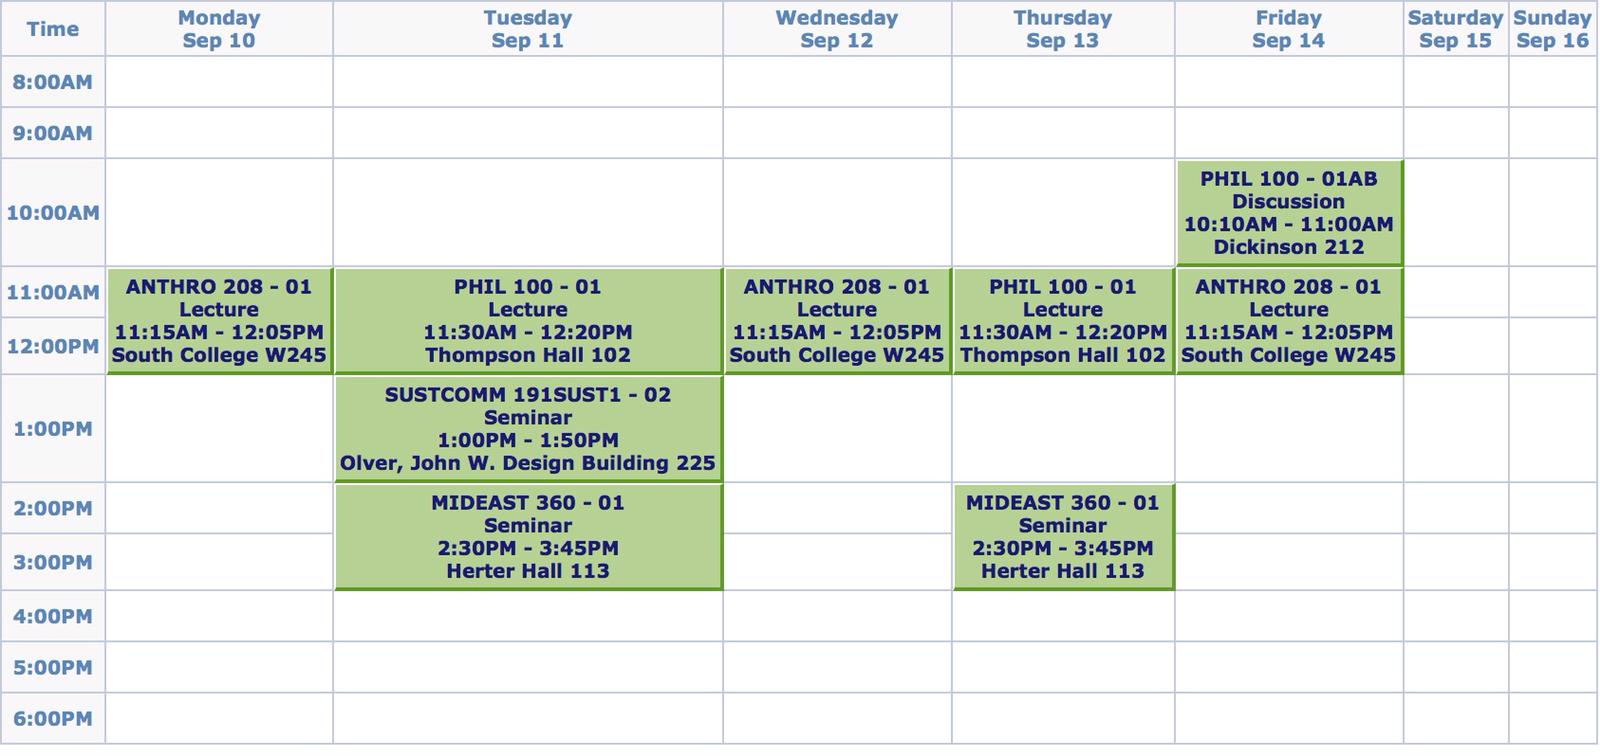 Time
Monday
Sep 10
Tuesday
Sep 11
Wednesday
Sep 12
Thursday
Sep 13
Friday
Sep 14
Saturday
Sep 15
Sunday
Sep 16
8:00AM
9:00AM
10:00AM
PHIL 100 - 01AB
Discussion
10:10AM - 11:00AM
Dickinson 212
11:00AM
12:00PM
ANTHRO 208 - 01
Lecture
11:15AM - 12:05PM
South College W245
PHIL 100 - 01
Lecture
11:30AM - 12:20PM
Thompson Hall 102
ANTHRO 208 - 01
Lecture
11:15AM - 12:05PM
South College W245
PHIL 100 - 01
Lecture
11:30AM - 12:20PM
Thompson Hall 102
ANTHRO 208 - 01
Lecture
11:15AM - 12:05PM
South College W245
1:00PM
SUSTCOMM 191SUST1 - 02
Seminar
1:00PM - 1:50PM
Olver, John W. Design Building 225
2:00PM
3:00PM
MIDEAST 360 - 01
Seminar
2:30PM - 3:45PM
Herter Hall 113
MIDEAST 360 - 01
Seminar
2:30PM - 3:45PM
Herter Hall 113
4:00PM
5:00PM
6:00PM